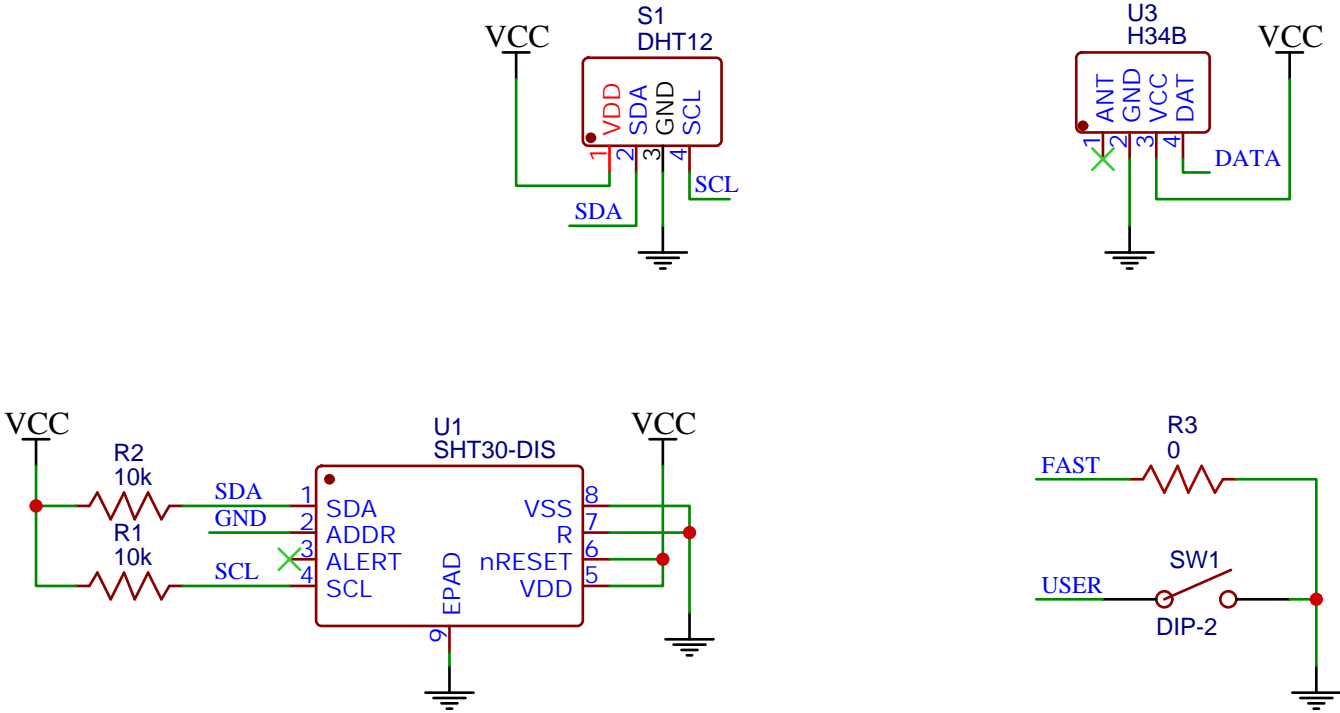 VCC
S1
DHT12
VDD
SDA
GND
SCL
1
2
3
4
SDA
SCL
U3
H34B
VCC
ANT
GND
VCC
DAT
1
2
3
4
DATA
VCC
R2
10k
R1
10k
SDA
GND
SCL
U1
SHT30-DIS
1
2
3
4
SDA
ADDR
ALERT
SCL
EPAD
9
VSS
R
nRESET
VDD
8
7
6
5
VCC
R3
0
FAST
SW1
USER
DIP-2